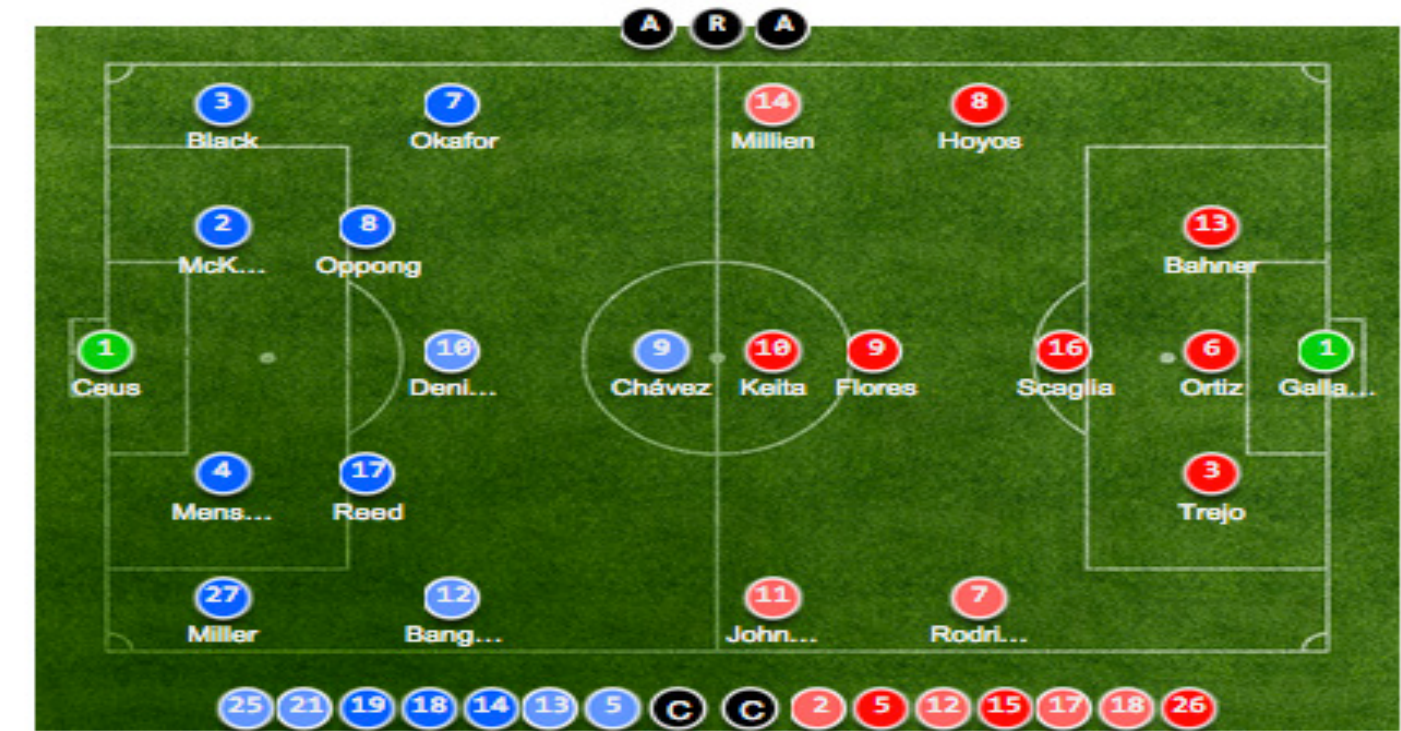 A R A
3 7 14 8
Black Okafor Millien Hoyos
2 8 13
McK... Oppong Bahner
1 10 9 10 9 16 6 1
Ceus Deni... Chávez Keita Flores Scaglia Ortiz Galla...
4 17 3
Mens... Reed Trejo
27 12 11 7
Miller Bang... John... Rodri...
25 21 19 18 14 13 5 C C 2 5 12 15 17 18 26